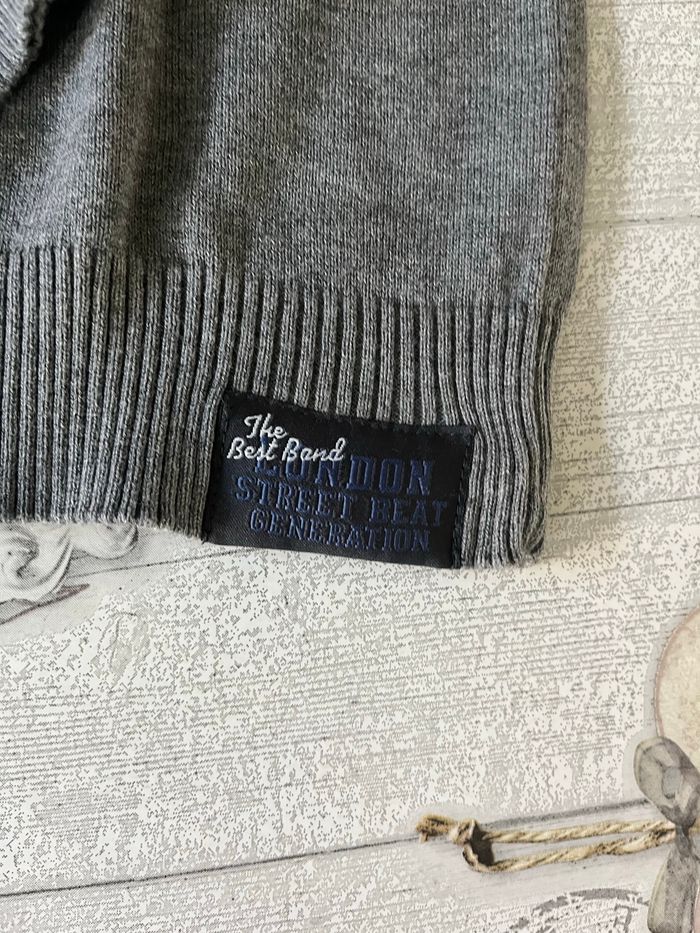 The
Best Band
LONDON
STREET BEAT
GENERATION